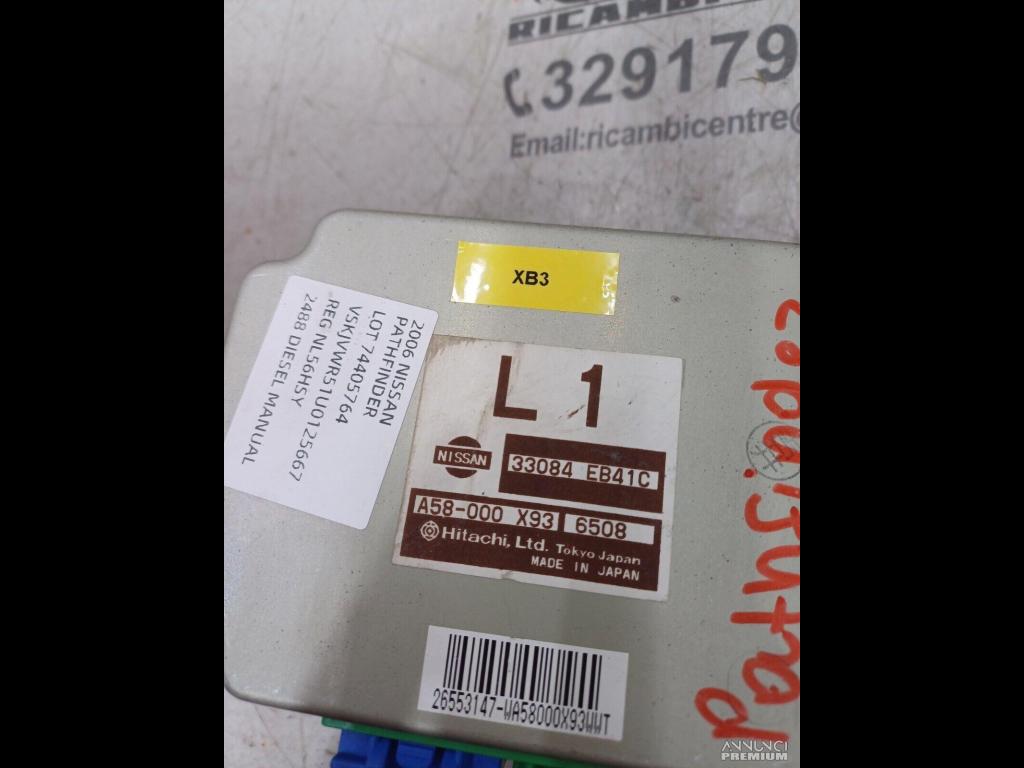 RICAMBI
329179
Email:ricambicentre@
XB3
2006 NISSAN
PATHFINDER
LOT 74405764
VSKJVWR51U0125667
REG NL56HSY
2488 DIESEL MANUAL
L 1
NISSAN
33084 EB41C
A58-000 X93 6508
Hitachi, Ltd. Tokyo Japan
MADE IN JAPAN
26553147-WA58000X93WWT
ANNUNCI
PREMIUM